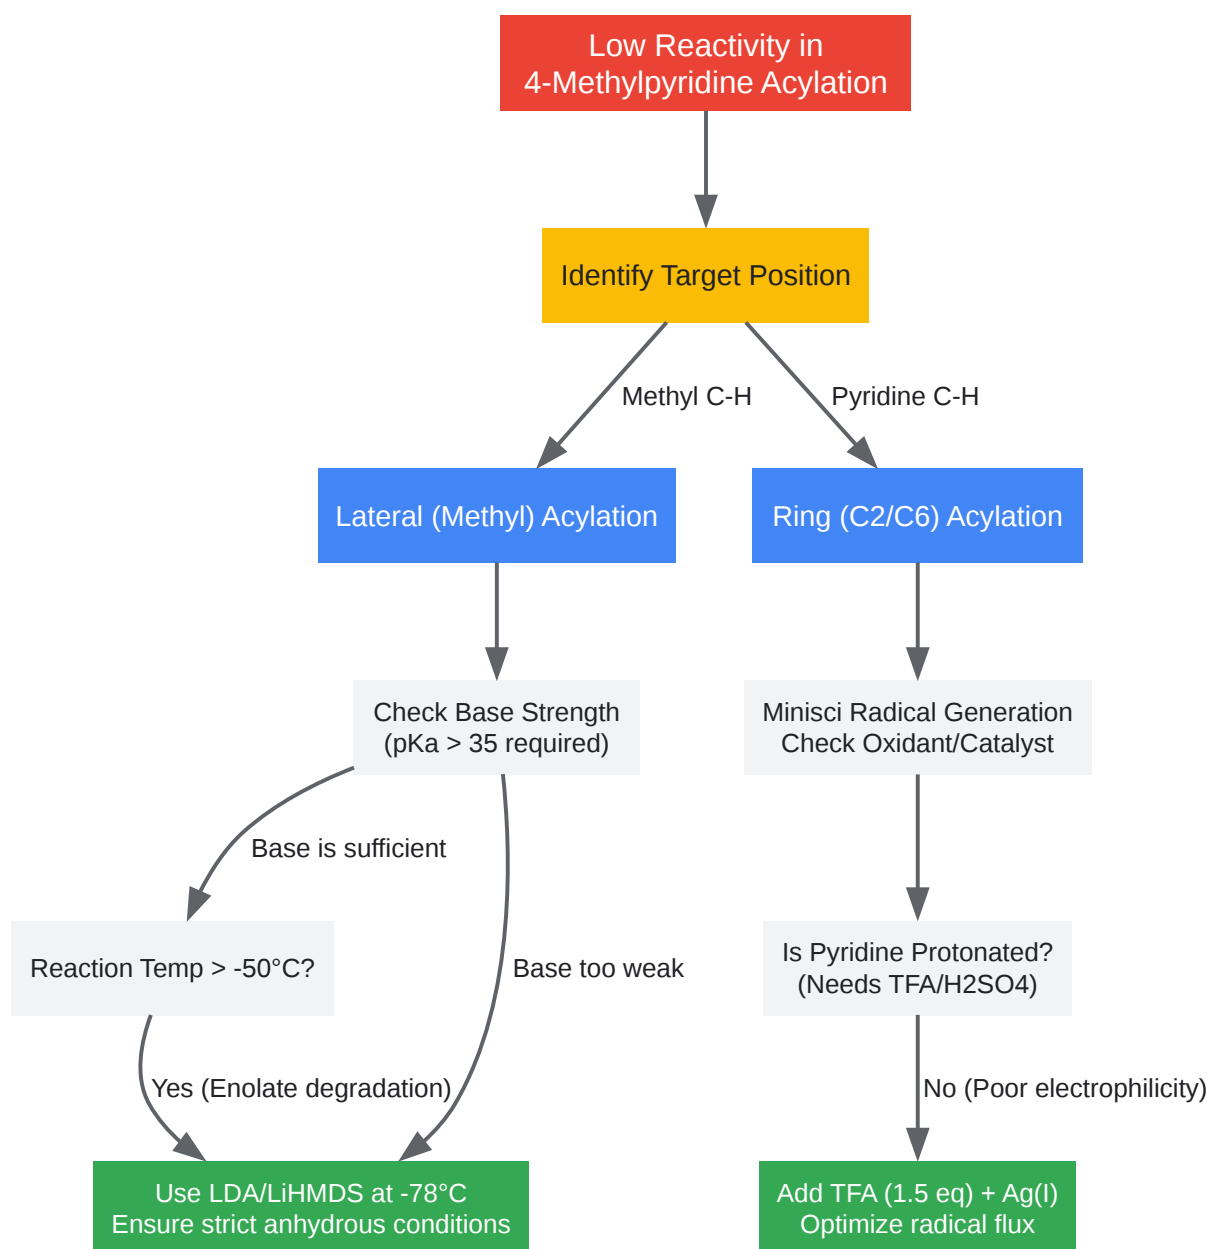 Low Reactivity in
4-Methylpyridine Acylation
Identify Target Position
Methyl C-H
Pyridine C-H
Lateral (Methyl) Acylation
Ring (C2/C6) Acylation
Check Base Strength
(pKa > 35 required)
Minisci Radical Generation
Check Oxidant/Catalyst
Base is sufficient
Reaction Temp > -50°C?
Base too weak
Is Pyridine Protonated?
(Needs TFA/H2SO4)
Yes (Enolate degradation)
No (Poor electrophilicity)
Use LDA/LiHMDS at -78°C
Ensure strict anhydrous conditions
Add TFA (1.5 eq) + Ag(I)
Optimize radical flux